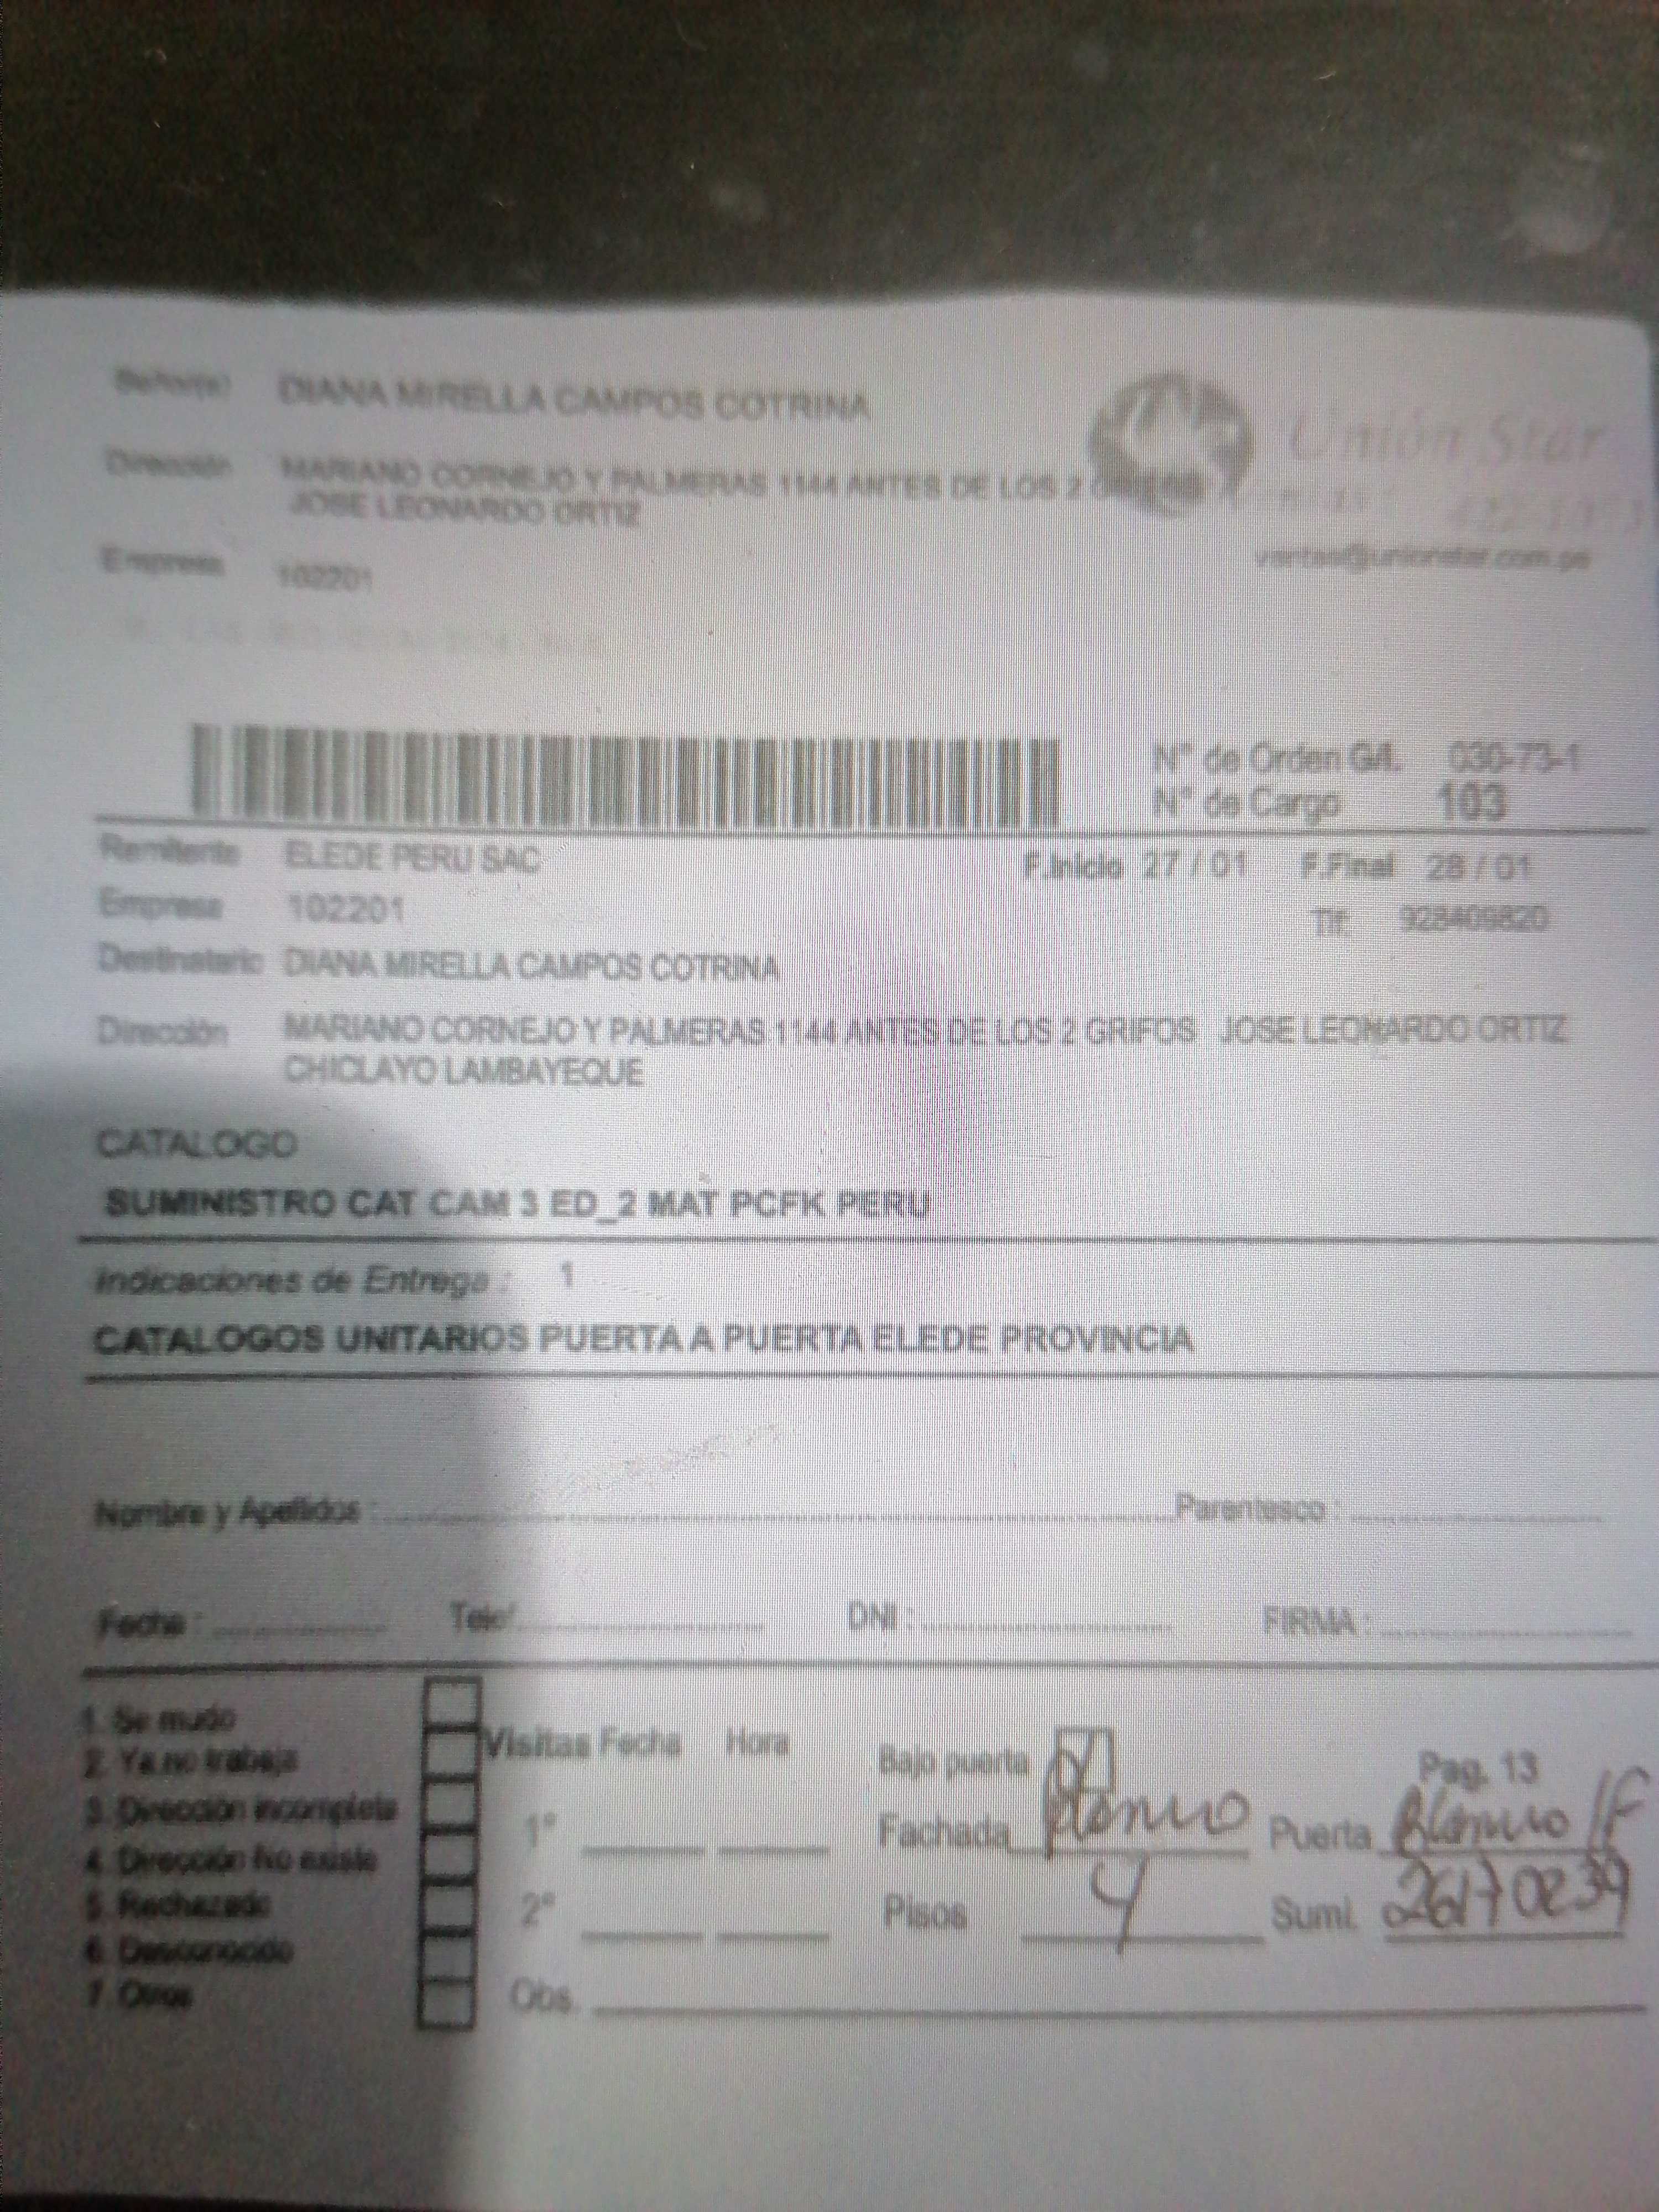 Señor(a) DIANA MIRELLA CAMPOS COTRINA
Unión Star
Dirección MARIANO CORNEJO Y PALMERAS 1144 ANTES DE LOS 2
JOSE LEONARDO ORTIZ
ventas@unionstar.com.pe
Empresa 102201
N° de Orden GA. 030-73-1
N° de Cargo 103
Remitente ELEDE PERU SAC F.Inicio 27 / 01 F.Final 28 / 01
Empresa 102201 Tlf: 928409820
Destinatario DIANA MIRELLA CAMPOS COTRINA
Dirección MARIANO CORNEJO Y PALMERAS 1144 ANTES DE LOS 2 GRIFOS JOSE LEONARDO ORTIZ
CHICLAYO LAMBAYEQUE
CATALOGO
SUMINISTRO CAT CAM 3 ED_2 MAT PCFK PERU
Indicaciones de Entrega : 1
CATALOGOS UNITARIOS PUERTA A PUERTA ELEDE PROVINCIA
Nombre y Apellidos : Parentesco :
Fecha : Telef DNI : FIRMA :
1. Se mudo
2. Ya no trabaja
3. Dirección incompleta
4. Dirección No existe
5. Rechazado
6. Desconocido
7. Otros
Visitas Fecha Hora
1°
2°
Obs.
Bajo puerta Pag. 13
Fachada Puerta
Pisos 4 Sumi.